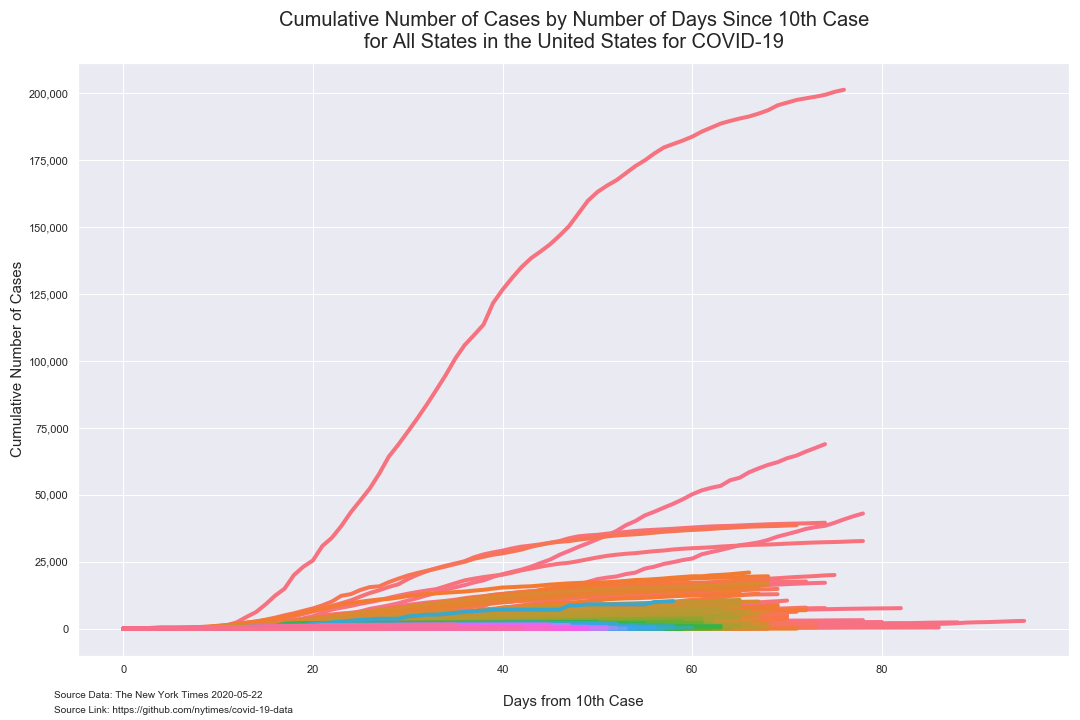 Cumulative Number of Cases by Number of Days Since 10th Case
for All States in the United States for COVID-19
Cumulative Number of Cases
200,000
175,000
150,000
125,000
100,000
75,000
50,000
25,000
0
0 20 40 60 80
Days from 10th Case
Source Data: The New York Times 2020-05-22
Source Link: https://github.com/nytimes/covid-19-data